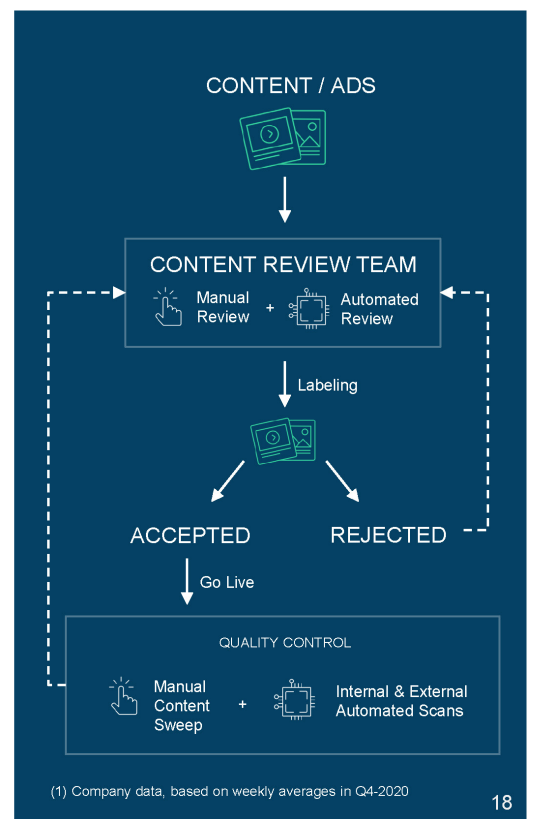 CONTENT / ADS
CONTENT REVIEW TEAM
Manual
Review
+
Automated
Review
Labeling
ACCEPTED
REJECTED
Go Live
QUALITY CONTROL
Manual
Content
Sweep
+
Internal & External
Automated Scans
(1) Company data, based on weekly averages in Q4-2020
18